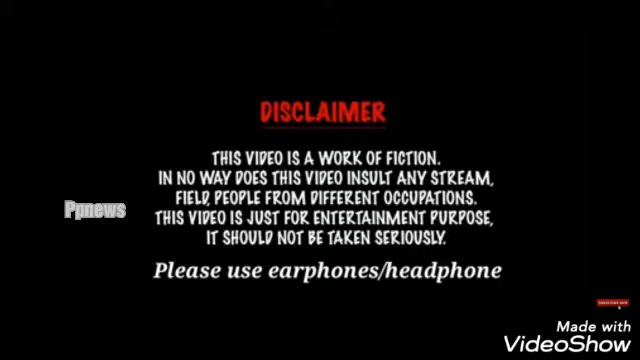 DISCLAIMER
THIS VIDEO IS A WORK OF FICTION.
IN NO WAY DOES THIS VIDEO INSULT ANY STREAM,
FIELD, PEOPLE FROM DIFFERENT OCCUPATIONS.
THIS VIDEO IS JUST FOR ENTERTAINMENT PURPOSE,
IT SHOULD NOT BE TAKEN SERIOUSLY.
Ppnews
Please use earphones/headphone
Made with
VideoShow